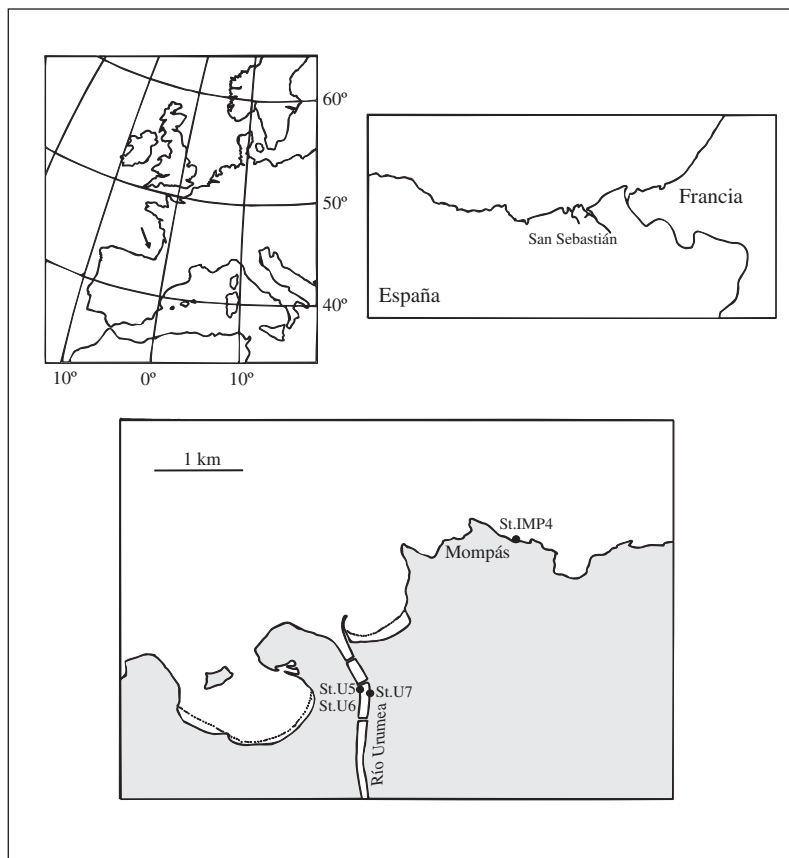 60º
50º
40º
10º 0º 10º
Francia
San Sebastián
España
1 km
St.IMP4
Mompás
St.U5
St.U7
St.U6
Río Urumea